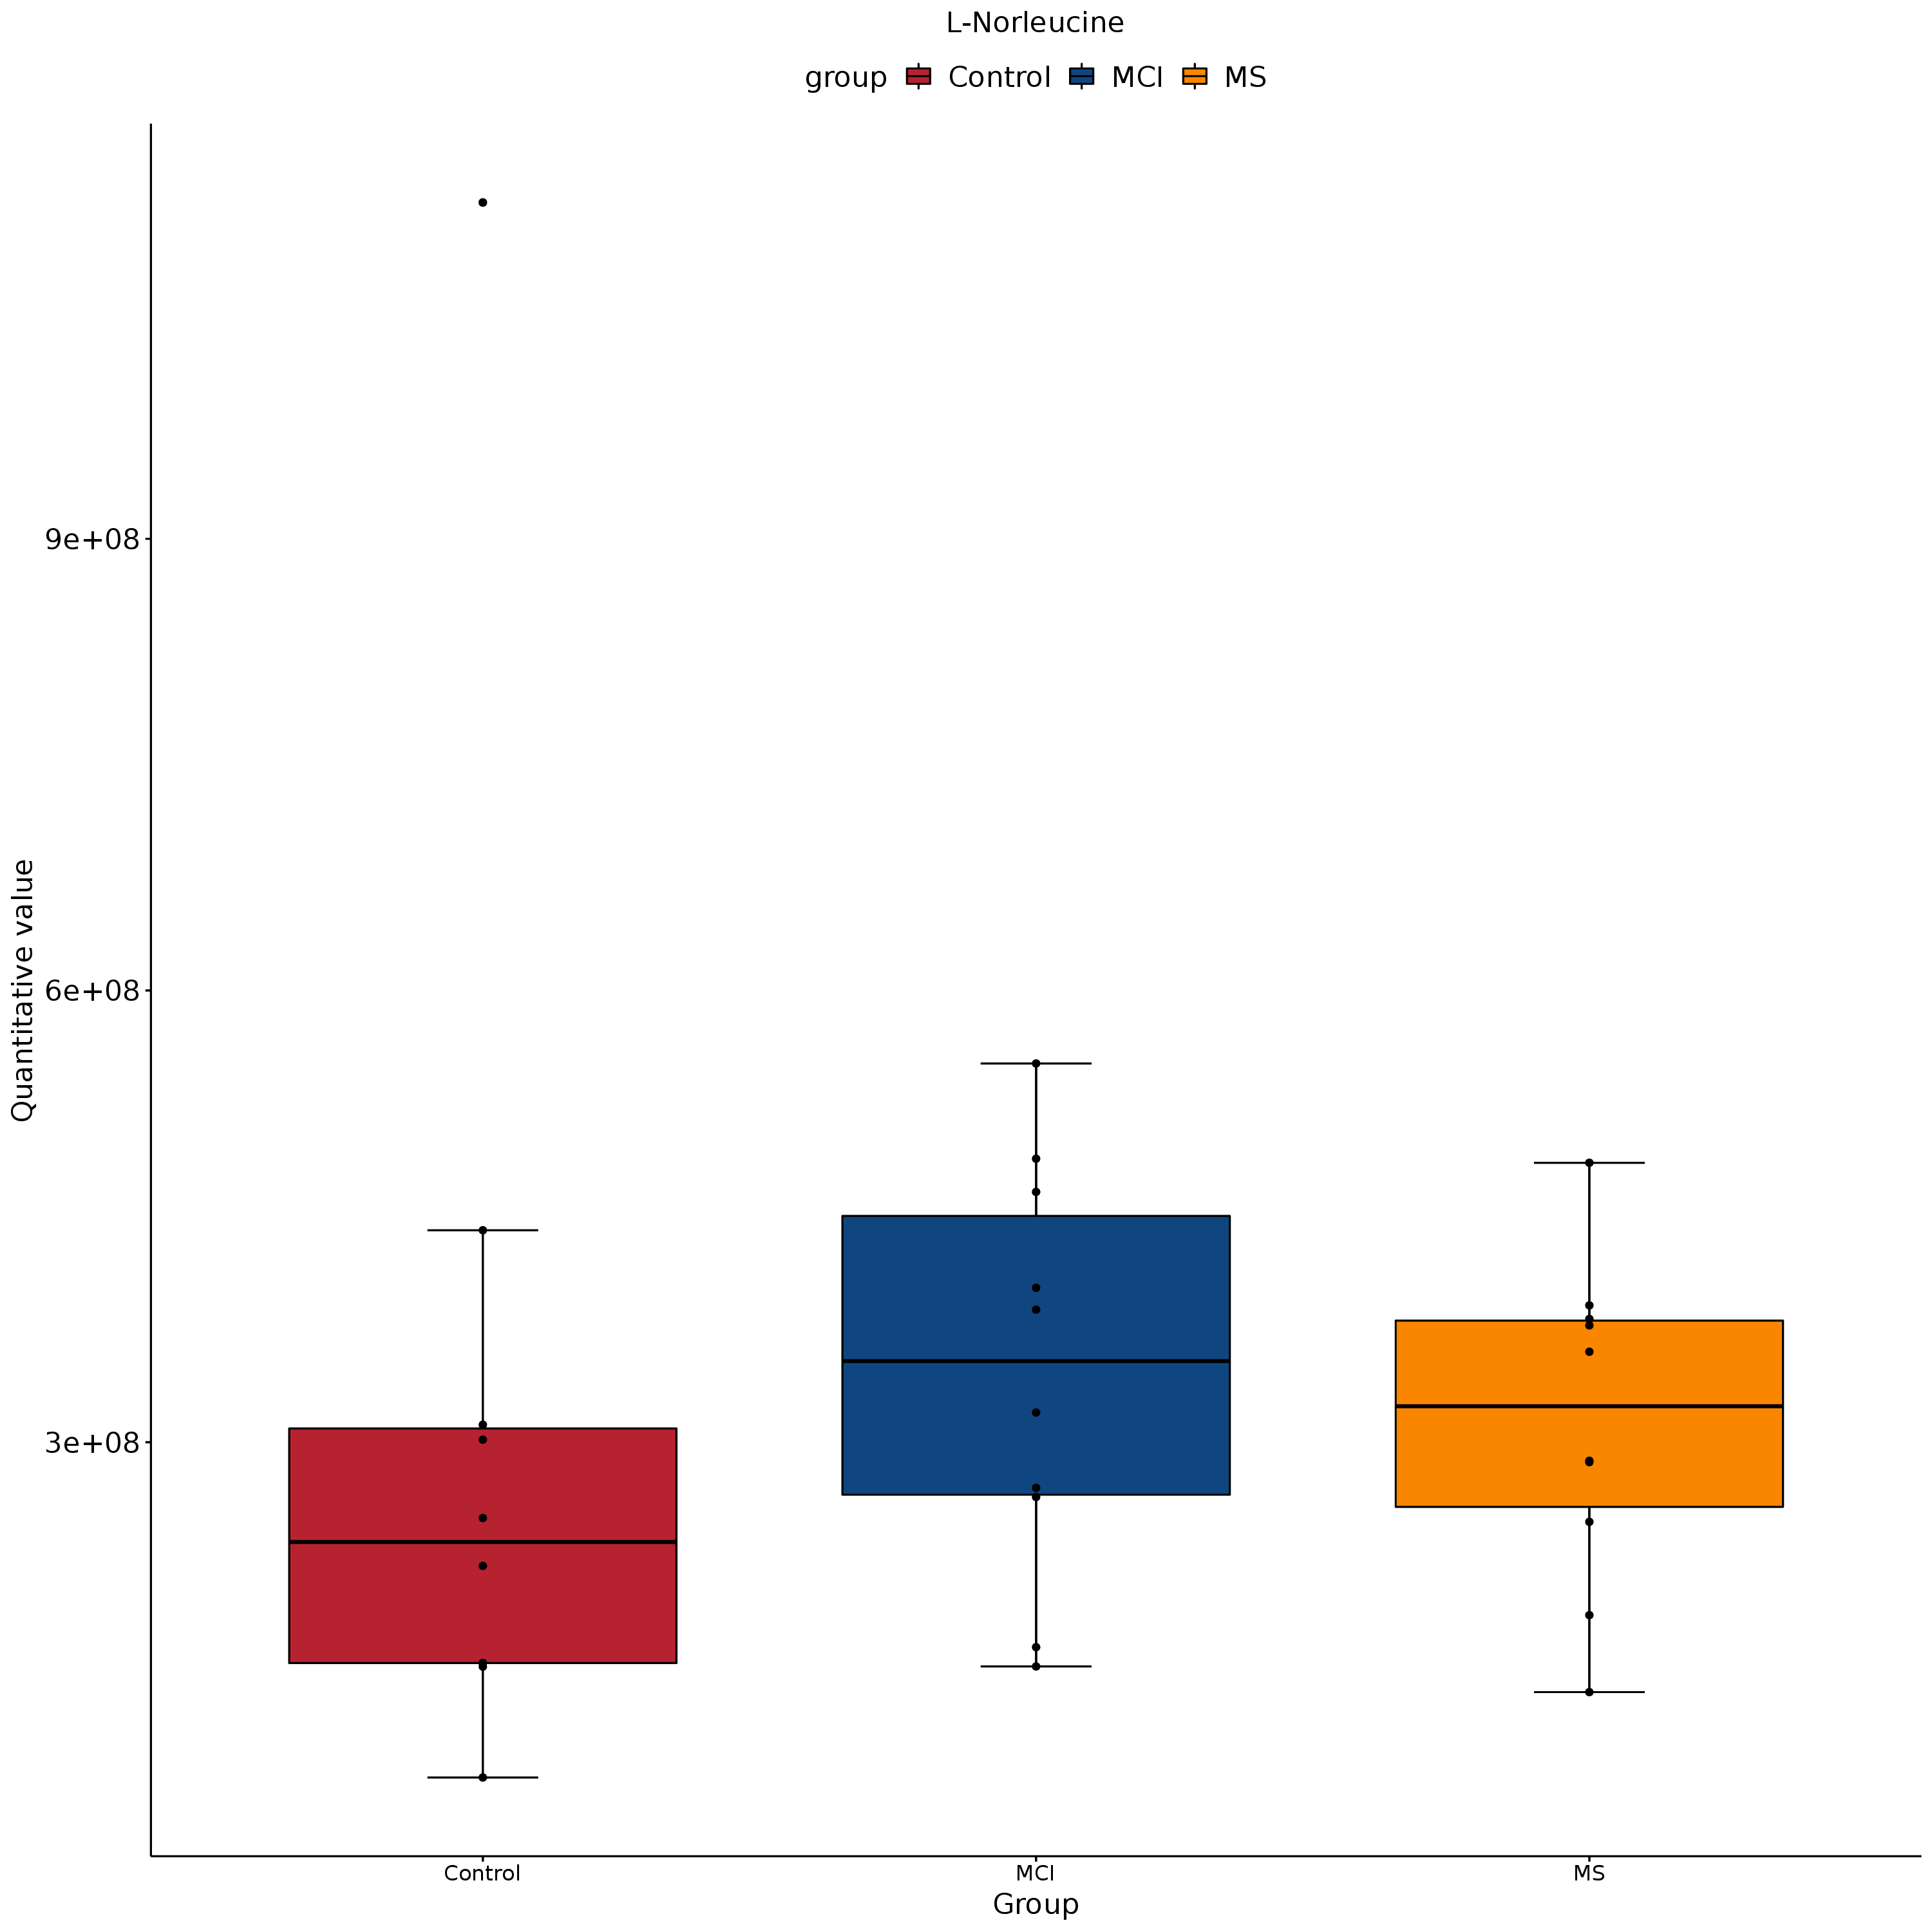 L-Norleucine
group Control MCI MS
Quantitative value
9e+08
6e+08
3e+08
Control MCI MS
Group